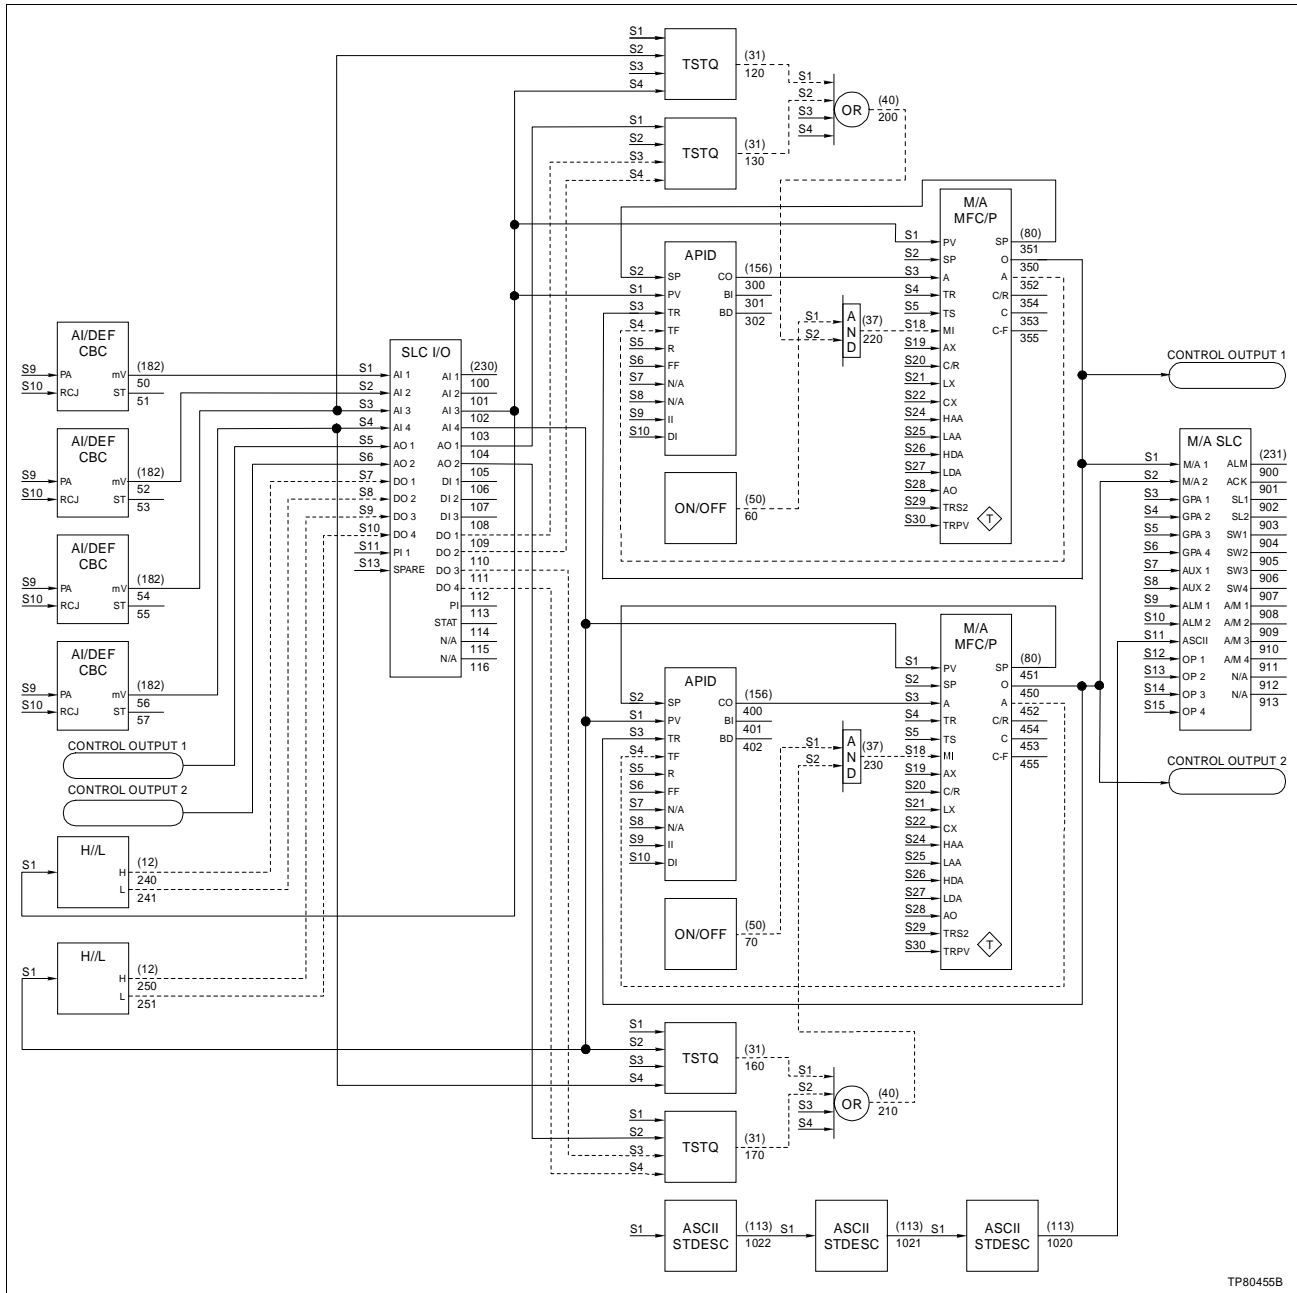 S1
S2
S3
S4
TSTQ
(31)
120
S1
S2
S3
S4
OR
(40)
200
S1
S2
S3
S4
TSTQ
(31)
130
M/A
MFC/P
S1 PV SP (80)
351
S2 SP O
350
S3 A A
352
S4 TR C/R
354
S5 TS C
353
S18 MI C-F
355
S19 AX
S20 C/R
S21 LX
S22 CX
S24 HAA
S25 LAA
S26 HDA
S27 LDA
S28 AO
S29 TRS2
S30 TRPV
T
APID
S2 SP CO (156)
300
S1 PV BI
301
S3 TR BD
302
S4 TF
S5 R
S6 FF
S7 N/A
S8 N/A
S9 II
S10 DI
S1
S2
A
N
D
(37)
220
ON/OFF
(50)
60
AI/DEF
CBC
S9 PA mV (182)
50
S10 RCJ ST
51
AI/DEF
CBC
S9 PA mV (182)
52
S10 RCJ ST
53
AI/DEF
CBC
S9 PA mV (182)
54
S10 RCJ ST
55
AI/DEF
CBC
S9 PA mV (182)
56
S10 RCJ ST
57
SLC I/O
S1 AI 1 AI 1 (230)
100
S2 AI 2 AI 2
101
S3 AI 3 AI 3
102
S4 AI 4 AI 4
103
S5 AO 1 AO 1
104
S6 AO 2 AO 2
105
S7 DO 1 DI 1
106
S8 DO 2 DI 2
107
S9 DO 3 DI 3
108
S10 DO 4 DO 1
109
S11 PI 1 DO 2
110
S13 SPARE DO 3
111
DO 4
112
PI
113
STAT
114
N/A
115
N/A
116
CONTROL OUTPUT 1
M/A SLC
S1 M/A 1 ALM (231)
900
S2 M/A 2 ACK
901
S3 GPA 1 SL1
902
S4 GPA 2 SL2
903
S5 GPA 3 SW1
904
S6 GPA 4 SW2
905
S7 AUX 1 SW3
906
S8 AUX 2 SW4
907
S9 ALM 1 A/M 1
908
S10 ALM 2 A/M 2
909
S11 ASCII A/M 3
910
S12 OP 1 A/M 4
911
S13 OP 2 N/A
912
S14 OP 3 N/A
913
S15 OP 4
CONTROL OUTPUT 2
CONTROL OUTPUT 1
CONTROL OUTPUT 2
H//L
S1 H (12)
240
L
241
H//L
S1 H (12)
250
L
251
M/A
MFC/P
S1 PV SP (80)
451
S2 SP O
450
S3 A A
452
S4 TR C/R
454
S5 TS C
453
S18 MI C-F
455
S19 AX
S20 C/R
S21 LX
S22 CX
S24 HAA
S25 LAA
S26 HDA
S27 LDA
S28 AO
S29 TRS2
S30 TRPV
T
APID
S2 SP CO (156)
400
S1 PV BI
401
S3 TR BD
402
S4 TF
S5 R
S6 FF
S7 N/A
S8 N/A
S9 II
S10 DI
S1
S2
A
N
D
(37)
230
ON/OFF
(50)
70
S1
S2
S3
S4
TSTQ
(31)
160
S1
S2
S3
S4
OR
(40)
210
S1
S2
S3
S4
TSTQ
(31)
170
S1
ASCII
STDESC
(113)
1022
S1
ASCII
STDESC
(113)
1021
S1
ASCII
STDESC
(113)
1020
TP80455B